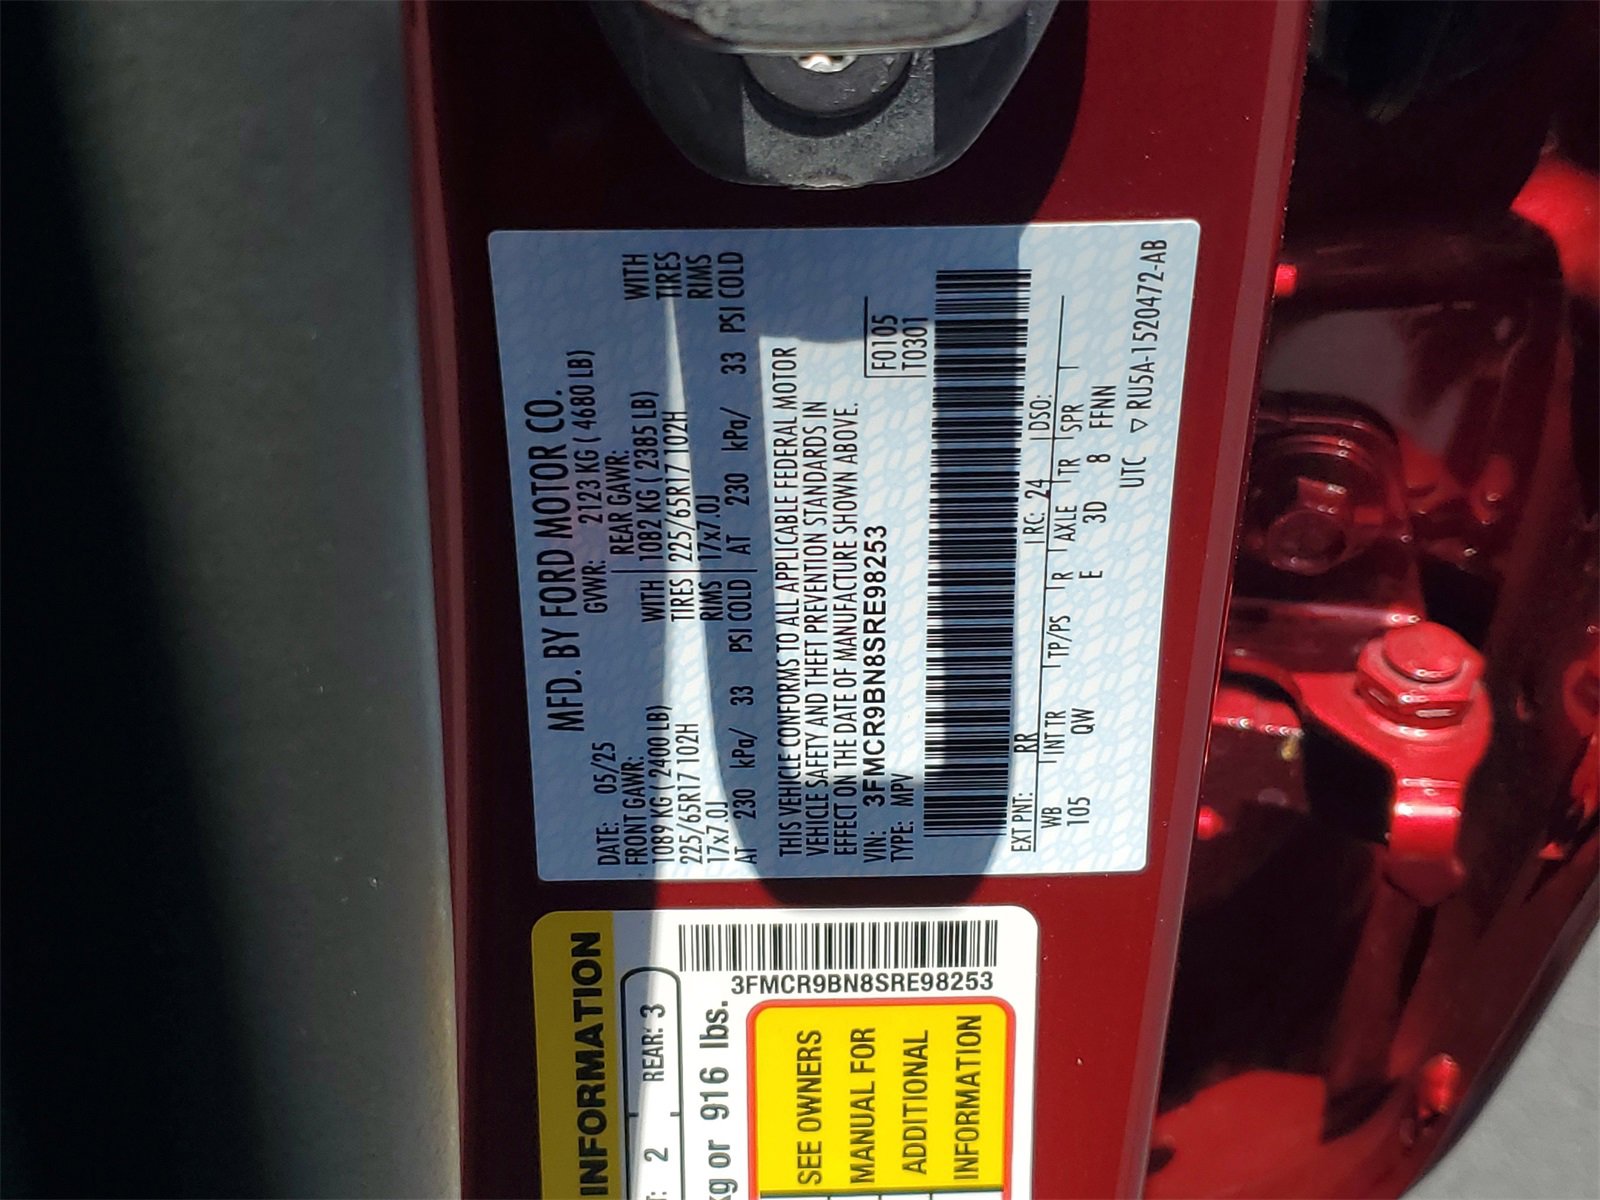 MFD. BY FORD MOTOR CO.
DATE: 05/25 GVWR: 2123 KG ( 4680 LB)
FRONT GAWR: REAR GAWR:
1089 KG ( 2400 LB) WITH 1082 KG ( 2385 LB) WITH
225/65R17 102H TIRES 225/65R17 102H TIRES
17x7.0J RIMS 17x7.0J RIMS
AT 230 kPa/ 33 PSI COLD AT 230 kPa/ 33 PSI COLD
THIS VEHICLE CONFORMS TO ALL APPLICABLE FEDERAL MOTOR
VEHICLE SAFETY AND THEFT PREVENTION STANDARDS IN
EFFECT ON THE DATE OF MANUFACTURE SHOWN ABOVE.
VIN: 3FMCR9BN8SRE98253 F0105
TYPE: MPV T0301
EXT PNT: RR RC: 24 DSO:
WB INT TR TP/PS R AXLE TR SPR
105 QW E 3D 8 FFNN
UTC ▽ RU5A-1520472-AB
INFORMATION
: 2 REAR: 3
kg or 916 lbs.
3FMCR9BN8SRE98253
SEE OWNERS
MANUAL FOR
ADDITIONAL
INFORMATION